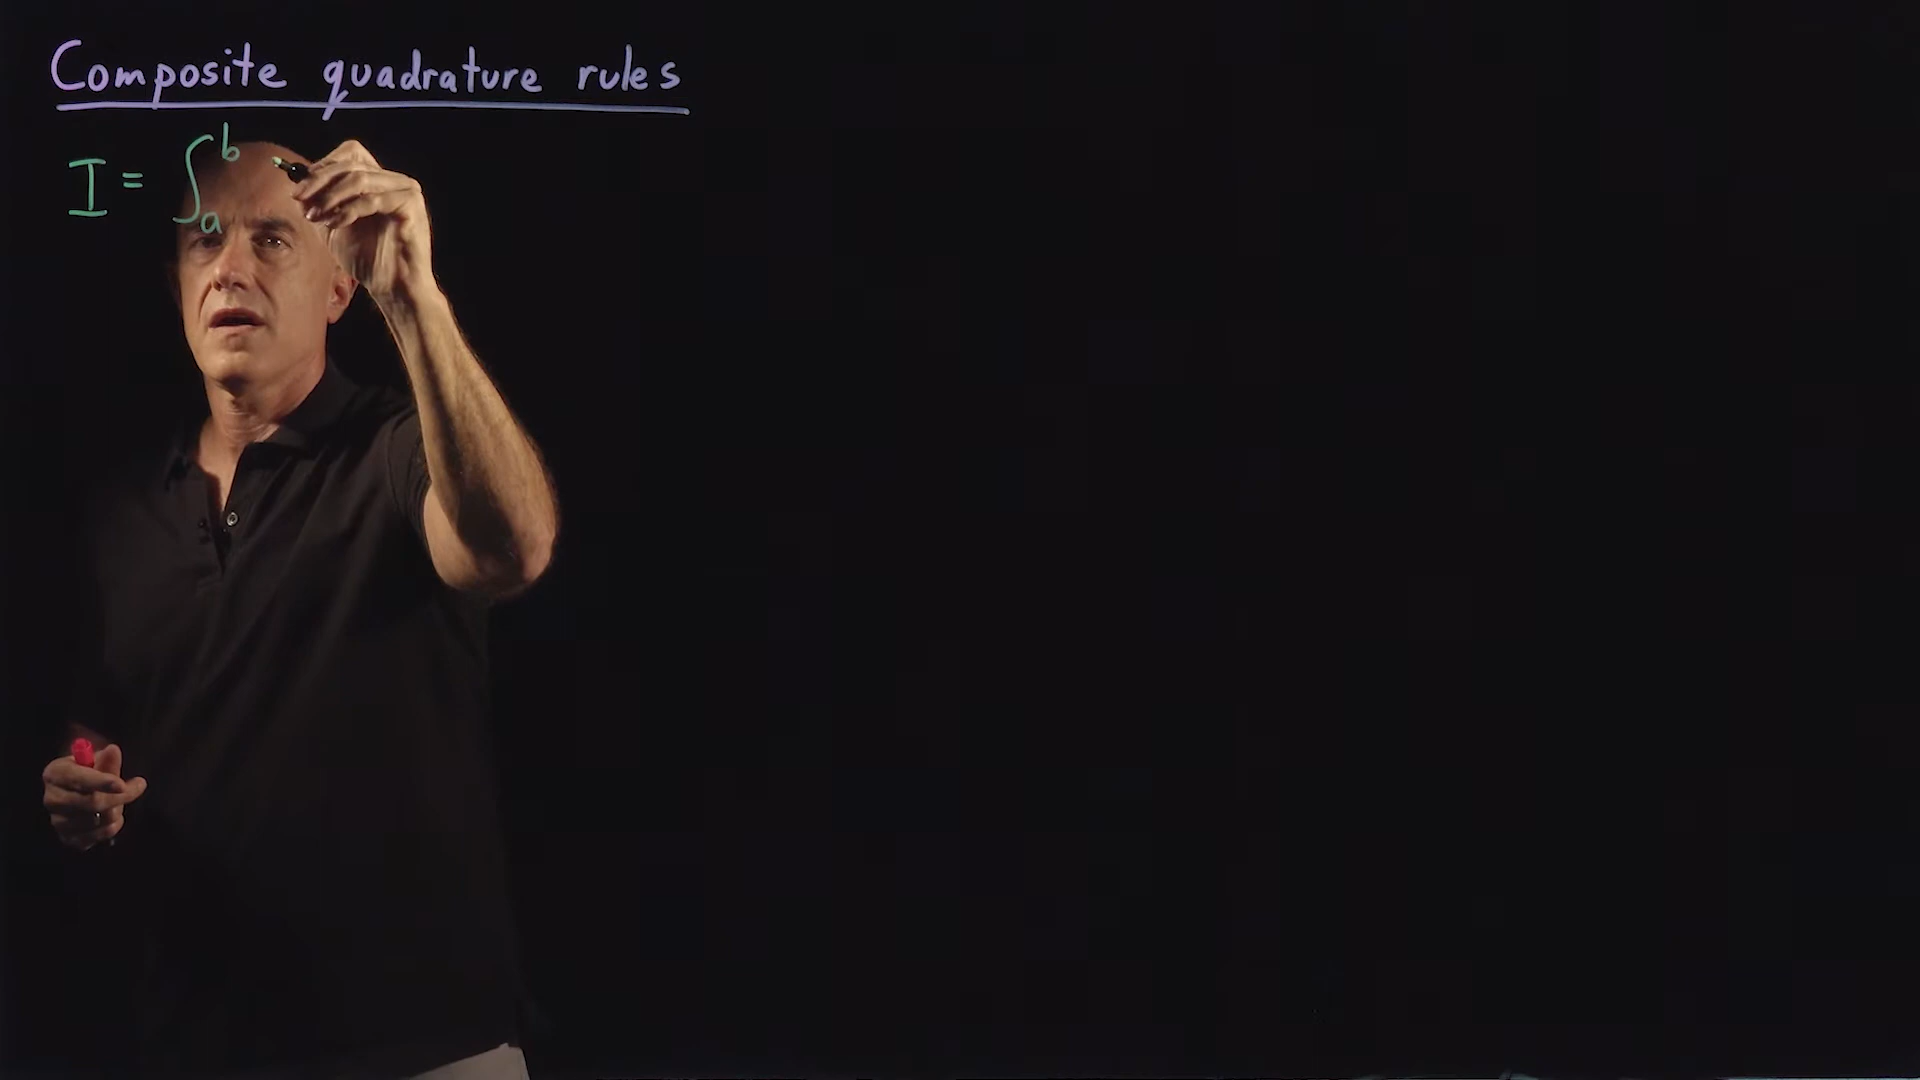 Composite quadrature rules
I = ∫_a^b